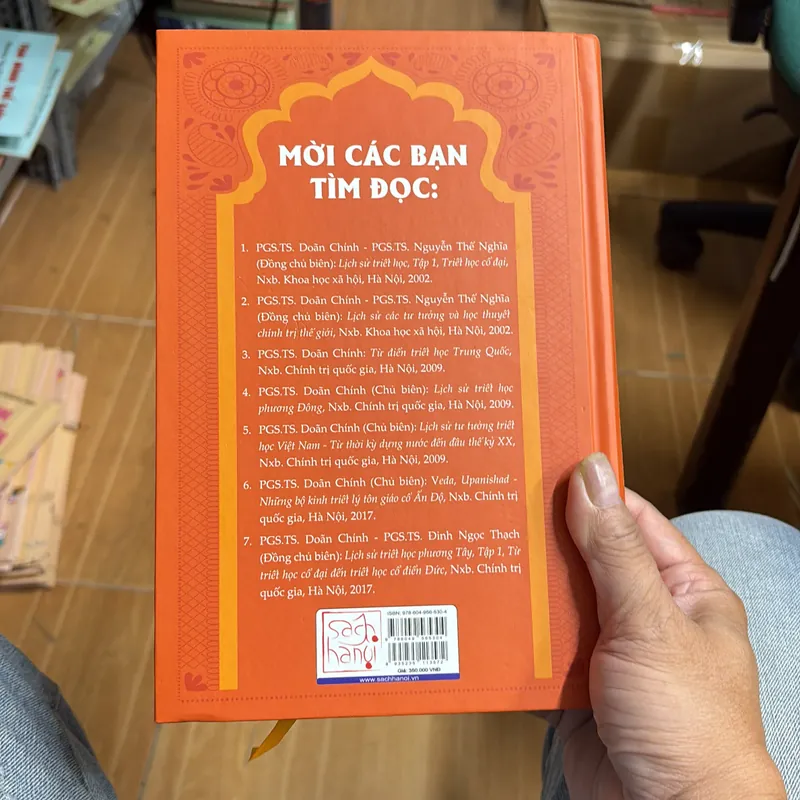 MỜI CÁC BẠN
TÌM ĐỌC:
1. PGS.TS. Doãn Chính - PGS.TS. Nguyễn Thế Nghĩa
(Đồng chủ biên): Lịch sử triết học, Tập 1, Triết học cổ đại,
Nxb. Khoa học xã hội, Hà Nội, 2002.
2. PGS.TS. Doãn Chính - PGS.TS. Nguyễn Thế Nghĩa
(Đồng chủ biên): Lịch sử các tư tưởng và học thuyết
chính trị thế giới, Nxb. Khoa học xã hội, Hà Nội, 2002.
3. PGS.TS. Doãn Chính: Từ điển triết học Trung Quốc,
Nxb. Chính trị quốc gia, Hà Nội, 2009.
4. PGS.TS. Doãn Chính (Chủ biên): Lịch sử triết học
phương Đông, Nxb. Chính trị quốc gia, Hà Nội, 2009.
5. PGS.TS. Doãn Chính (Chủ biên): Lịch sử tư tưởng triết
học Việt Nam - Từ thời kỳ dựng nước đến đầu thế kỷ XX,
Nxb. Chính trị quốc gia, Hà Nội, 2009.
6. PGS.TS. Doãn Chính (Chủ biên): Veda, Upanishad -
Những bộ kinh triết lý tôn giáo cổ Ấn Độ, Nxb. Chính trị
quốc gia, Hà Nội, 2017.
7. PGS.TS. Doãn Chính - PGS.TS. Đinh Ngọc Thạch
(Đồng chủ biên): Lịch sử triết học phương Tây, Tập 1, Từ
triết học cổ đại đến triết học cổ điển Đức, Nxb. Chính trị
quốc gia, Hà Nội, 2017.
sách
hanoi
www.sachhanoi.vn